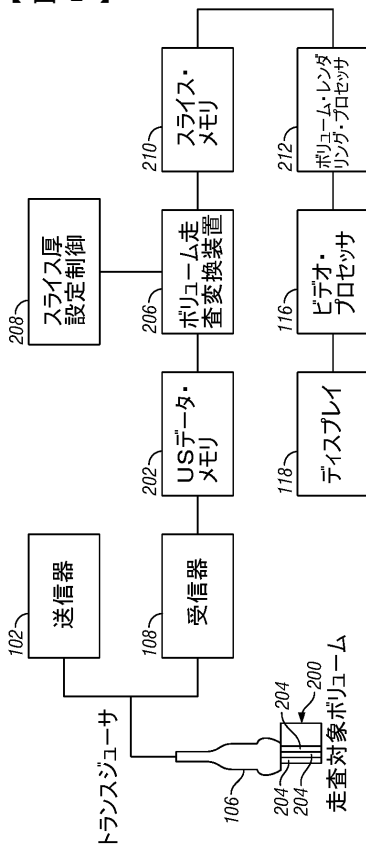 102
送信器
108
受信器
トランスジューサ
106
204
204
204
200
走査対象ボリューム
202
USデータ・
メモリ
208
スライス厚
設定制御
206
ボリューム走
査変換装置
210
スライス・
メモリ
212
ボリューム・レンダ
リング・プロセッサ
116
ビデオ・
プロセッサ
118
ディスプレイ